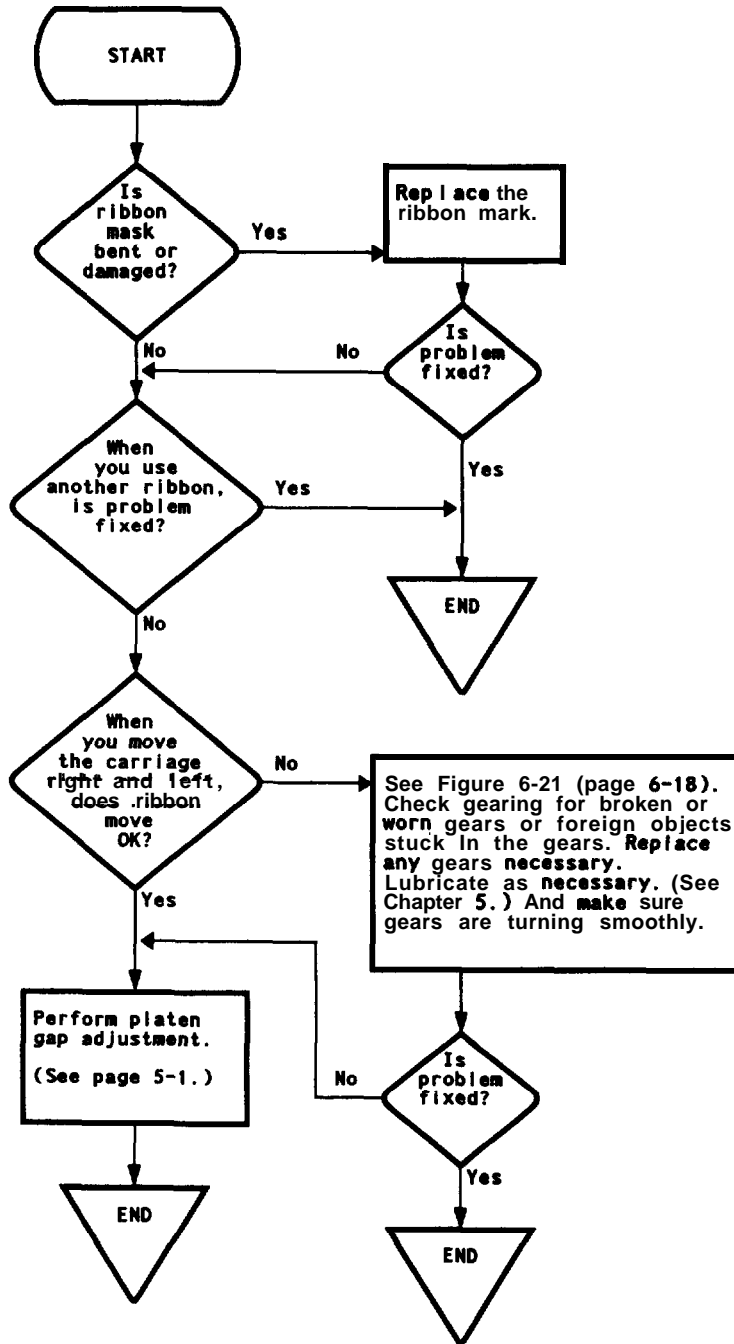 START
Is
ribbon
mask
bent or
damaged?
Yes
Replace the
ribbon mark.
No
Is
problem
fixed?
No
Yes
When
you use
another ribbon,
is problem
fixed?
Yes
END
No
When
you move
the carriage
right and left,
does ribbon
move
OK?
No
See Figure 6-21 (page 6-18).
Check gearing for broken or
worn gears or foreign objects
stuck In the gears. Replace
any gears necessary.
Lubricate as necessary. (See
Chapter 5.) And make sure
gears are turning smoothly.
Yes
Perform platen
gap adjustment.
(See page 5-1.)
Is
problem
fixed?
No
Yes
END
END